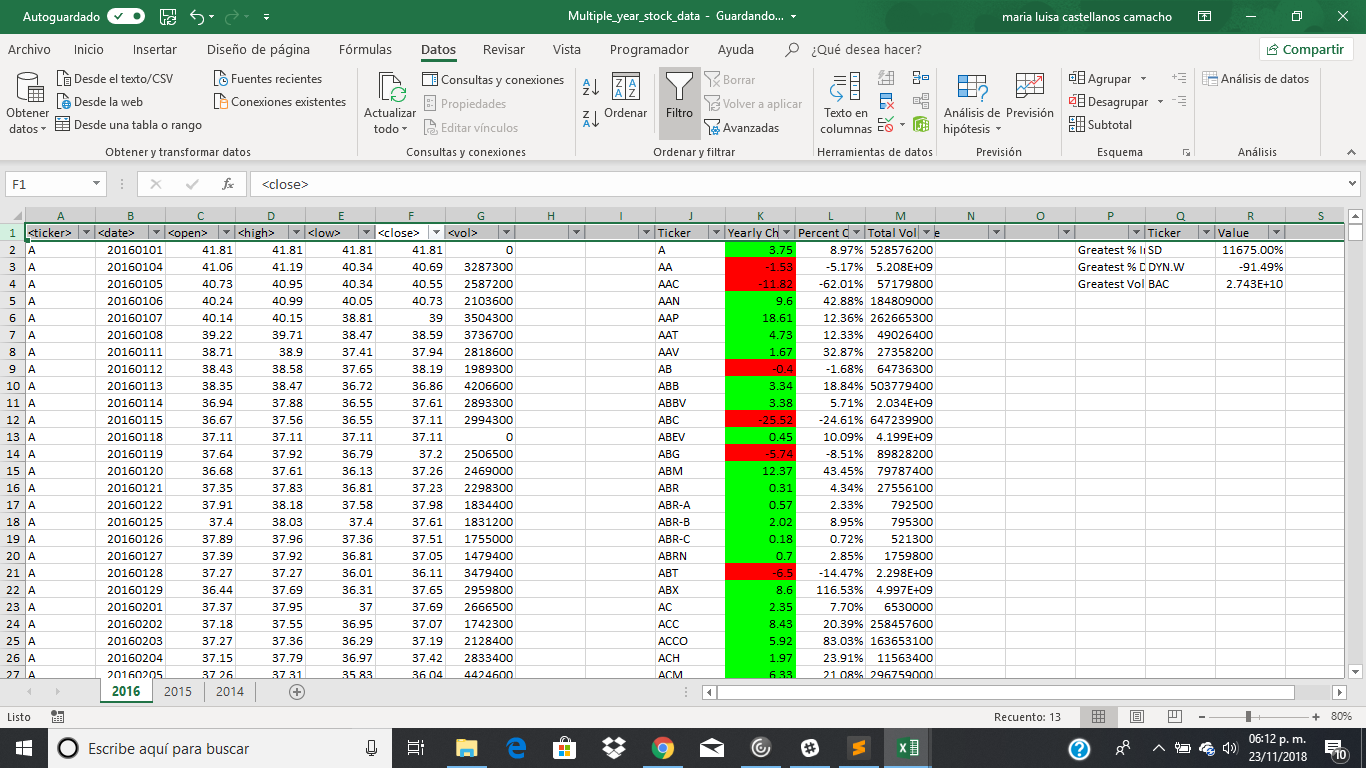 Autoguardado Multiple_year_stock_data - Guardando... maria luisa castellanos camacho
Archivo Inicio Insertar Diseño de página Fórmulas Datos Revisar Vista Programador Ayuda ¿Qué desea hacer? Compartir
Obtener datos
Desde el texto/CSV
Desde la web
Desde una tabla o rango
Fuentes recientes
Conexiones existentes
Obtener y transformar datos
Actualizar todo
Consultas y conexiones
Propiedades
Editar vínculos
Consultas y conexiones
Ordenar
Filtro
Borrar
Volver a aplicar
Avanzadas
Ordenar y filtrar
Texto en columnas
Herramientas de datos
Análisis de hipótesis
Previsión
Previsión
Agrupar
Desagrupar
Subtotal
Esquema
Análisis de datos
Análisis
F1 fx <close>
A B C D E F G H I J K L M N O P Q R S
1 <ticker> <date> <open> <high> <low> <close> <vol> Ticker Yearly Ch Percent C Total Vol e Ticker Value
2 A 20160101 41.81 41.81 41.81 41.81 0 A 3.75 8.97% 528576200 Greatest % I SD 11675.00%
3 A 20160104 41.06 41.19 40.34 40.69 3287300 AA -1.53 -5.17% 5.208E+09 Greatest % D DYN.W -91.49%
4 A 20160105 40.73 40.95 40.34 40.55 2587200 AAC -11.82 -62.01% 57179800 Greatest Vol BAC 2.743E+10
5 A 20160106 40.24 40.99 40.05 40.73 2103600 AAN 9.6 42.88% 184809000
6 A 20160107 40.14 40.15 38.81 39 3504300 AAP 18.61 12.36% 262665300
7 A 20160108 39.22 39.71 38.47 38.59 3736700 AAT 4.73 12.33% 49026400
8 A 20160111 38.71 38.9 37.41 37.94 2818600 AAV 1.67 32.87% 27358200
9 A 20160112 38.43 38.58 37.65 38.19 1989300 AB -0.4 -1.68% 64736300
10 A 20160113 38.35 38.47 36.72 36.86 4206600 ABB 3.34 18.84% 503779400
11 A 20160114 36.94 37.88 36.55 37.61 2893300 ABBV 3.38 5.71% 2.034E+09
12 A 20160115 36.67 37.56 36.55 37.11 2994300 ABC -25.52 -24.61% 647239900
13 A 20160118 37.11 37.11 37.11 37.11 0 ABEV 0.45 10.09% 4.199E+09
14 A 20160119 37.64 37.92 36.79 37.2 2506500 ABG -5.74 -8.51% 89828200
15 A 20160120 36.68 37.61 36.13 37.26 2469000 ABM 12.37 43.45% 79787400
16 A 20160121 37.35 37.83 36.81 37.23 2298300 ABR 0.31 4.34% 27556100
17 A 20160122 37.91 38.18 37.58 37.98 1834400 ABR-A 0.57 2.33% 792500
18 A 20160125 37.4 38.03 37.4 37.61 1831200 ABR-B 2.02 8.95% 795300
19 A 20160126 37.89 37.96 37.36 37.51 1755000 ABR-C 0.18 0.72% 521300
20 A 20160127 37.39 37.92 36.81 37.05 1479400 ABRN 0.7 2.85% 1759800
21 A 20160128 37.27 37.27 36.01 36.11 3479400 ABT -6.5 -14.47% 2.298E+09
22 A 20160129 36.44 37.69 36.31 37.65 2959800 ABX 8.6 116.53% 4.997E+09
23 A 20160201 37.37 37.95 37 37.69 2666500 AC 2.35 7.70% 6530000
24 A 20160202 37.18 37.55 36.95 37.07 1742300 ACC 8.43 20.39% 258457600
25 A 20160203 37.27 37.36 36.29 37.19 2128400 ACCO 5.92 83.03% 163653100
26 A 20160204 37.15 37.79 36.97 37.42 2833400 ACH 1.97 23.91% 11563400
27 A 20160205 37.26 37.31 35.83 36.04 4424600 ACM 6.33 21.08% 296759000
2016 2015 2014
Listo Recuento: 13 80%
Escribe aquí para buscar
06:12 p. m.
23/11/2018
10